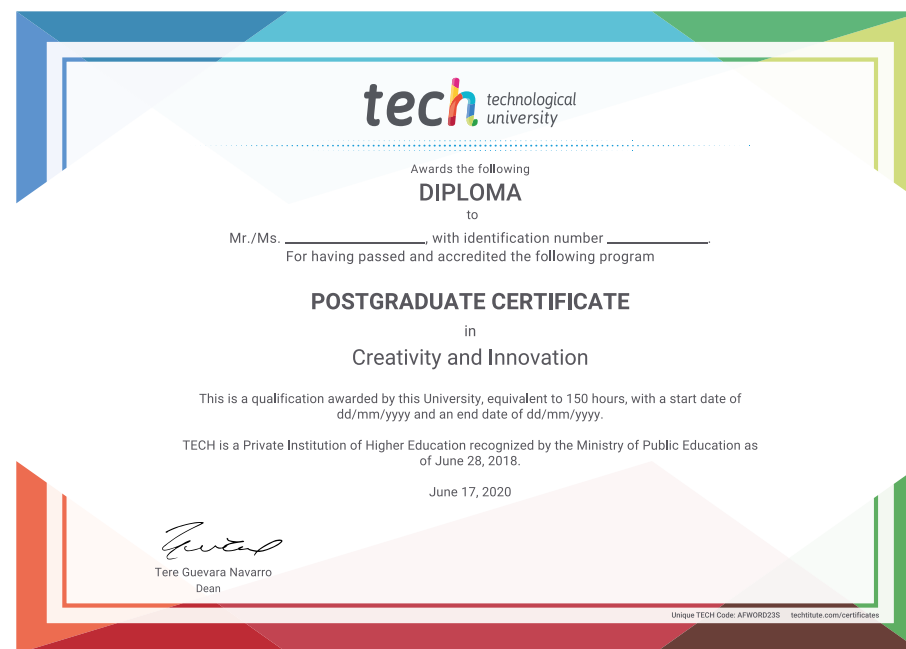 tech technological
university
Awards the following
DIPLOMA
to
Mr./Ms. ____________, with identification number ____________.
For having passed and accredited the following program
POSTGRADUATE CERTIFICATE
in
Creativity and Innovation
This is a qualification awarded by this University, equivalent to 150 hours, with a start date of
dd/mm/yyyy and an end date of dd/mm/yyyy.
TECH is a Private Institution of Higher Education recognized by the Ministry of Public Education as
of June 28, 2018.
June 17, 2020
Tere Guevara Navarro
Dean
Unique TECH Code: AFWORD23S techtitute.com/certificates